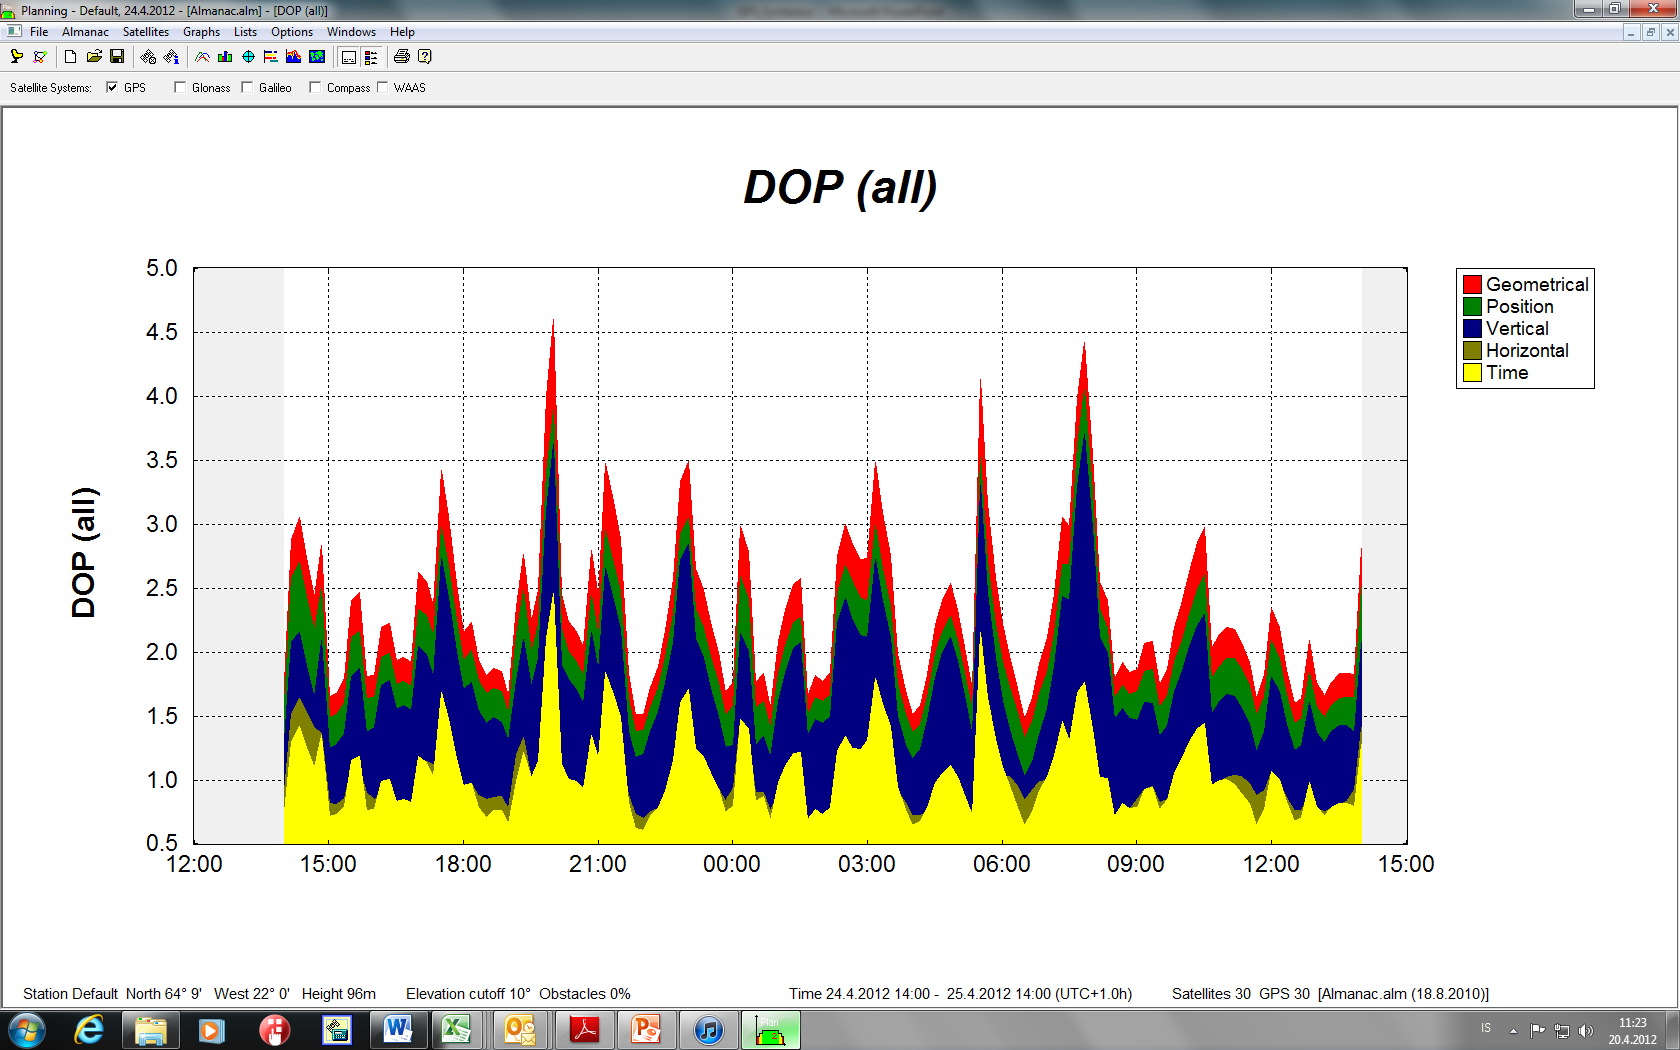 Planning - Default, 24.4.2012 - [Almanac.alm] - [DOP (all)]
File Almanac Satellites Graphs Lists Options Windows Help
Satellite Systems: GPS Glonass Galileo Compass WAAS
DOP (all)
5.0
4.5
4.0
3.5
3.0
2.5
2.0
1.5
1.0
0.5
DOP (all)
12:00 15:00 18:00 21:00 00:00 03:00 06:00 09:00 12:00 15:00
Geometrical
Position
Vertical
Horizontal
Time
Station Default North 64° 9' West 22° 0' Height 96m Elevation cutoff 10° Obstacles 0% Time 24.4.2012 14:00 - 25.4.2012 14:00 (UTC+1.0h) Satellites 30 GPS 30 [Almanac.alm (18.8.2010)]
Plan
IS
11:23
20.4.2012